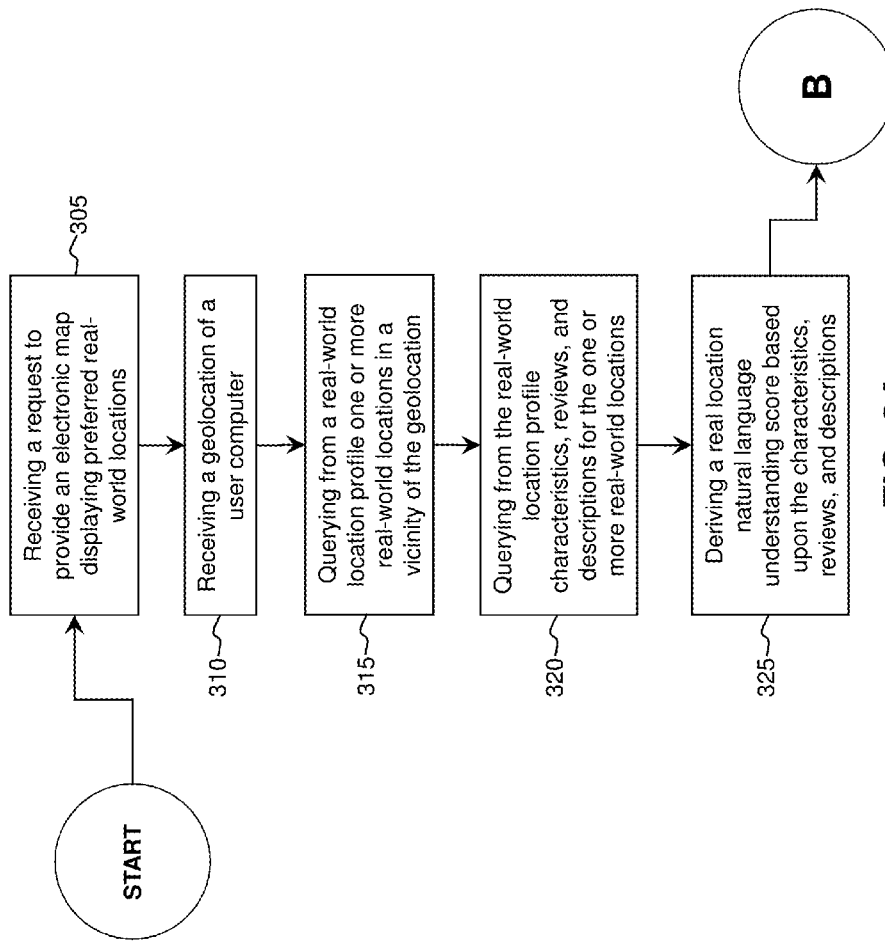 START
305
Receiving a request to
provide an electronic map
displaying preferred real-
world locations
310
Receiving a geolocation of a
user computer
315
Querying from a real-world
location profile one or more
real-world locations in a
vicinity of the geolocation
320
Querying from the real-world
location profile
characteristics, reviews, and
descriptions for the one or
more real-world locations
325
Deriving a real location
natural language
understanding score based
upon the characteristics,
reviews, and descriptions
B